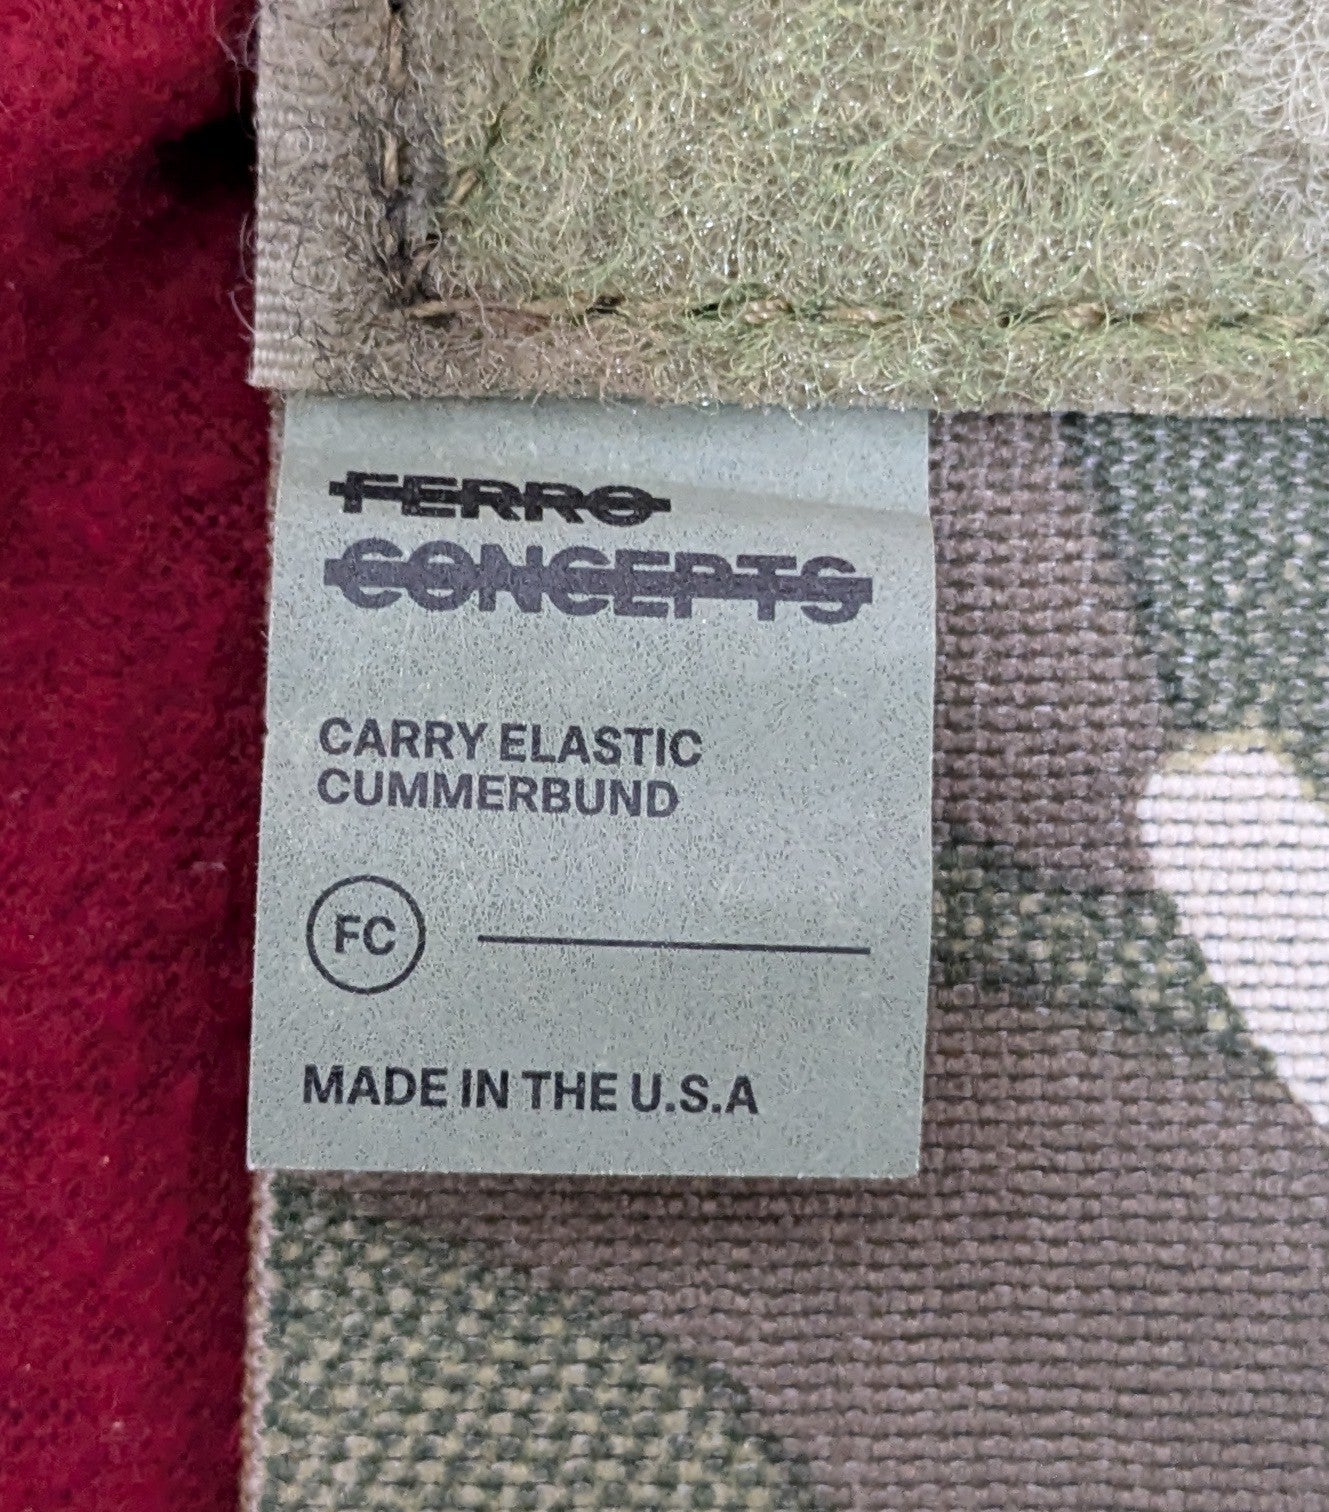 FERRO
CONCEPTS
CARRY ELASTIC
CUMMERBUND
FC
MADE IN THE U.S.A